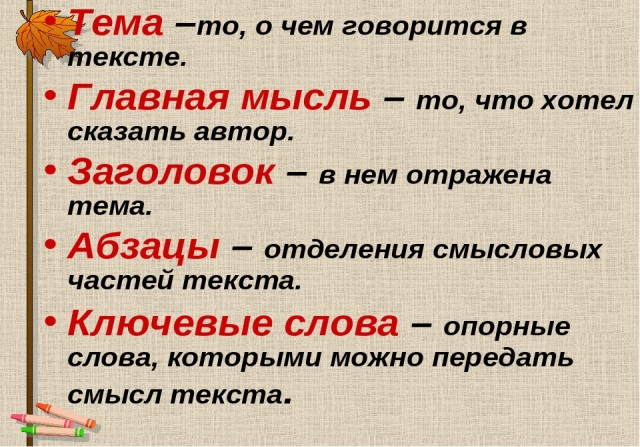 Тема –то, о чем говорится в
тексте.
Главная мысль – то, что хотел
сказать автор.
Заголовок – в нем отражена
тема.
Абзацы – отделения смысловых
частей текста.
Ключевые слова – опорные
слова, которыми можно передать
смысл текста.